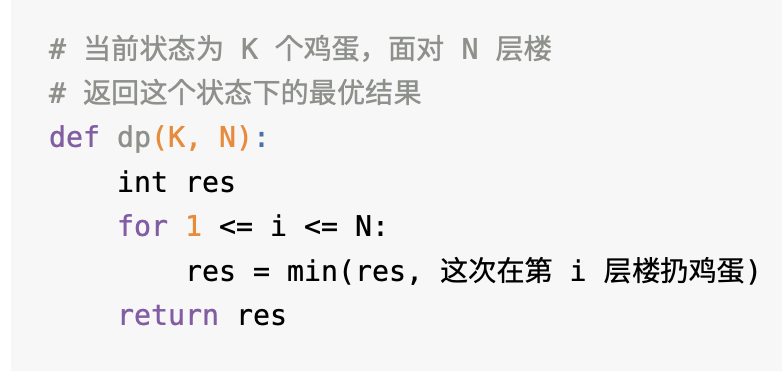 # 当前状态为 K 个鸡蛋，面对 N 层楼
# 返回这个状态下的最优结果
def dp(K, N):
    int res
    for 1 <= i <= N:
        res = min(res, 这次在第 i 层楼扔鸡蛋)
    return res